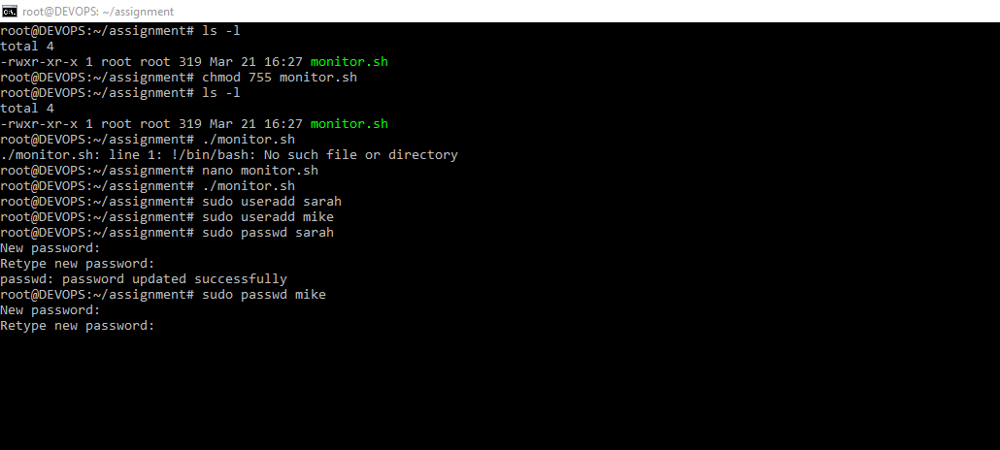 root@DEVOPS: ~/assignment
root@DEVOPS:~/assignment# ls -l
total 4
-rwxr-xr-x 1 root root 319 Mar 21 16:27 monitor.sh
root@DEVOPS:~/assignment# chmod 755 monitor.sh
root@DEVOPS:~/assignment# ls -l
total 4
-rwxr-xr-x 1 root root 319 Mar 21 16:27 monitor.sh
root@DEVOPS:~/assignment# ./monitor.sh
./monitor.sh: line 1: !/bin/bash: No such file or directory
root@DEVOPS:~/assignment# nano monitor.sh
root@DEVOPS:~/assignment# ./monitor.sh
root@DEVOPS:~/assignment# sudo useradd sarah
root@DEVOPS:~/assignment# sudo useradd mike
root@DEVOPS:~/assignment# sudo passwd sarah
New password:
Retype new password:
passwd: password updated successfully
root@DEVOPS:~/assignment# sudo passwd mike
New password:
Retype new password: